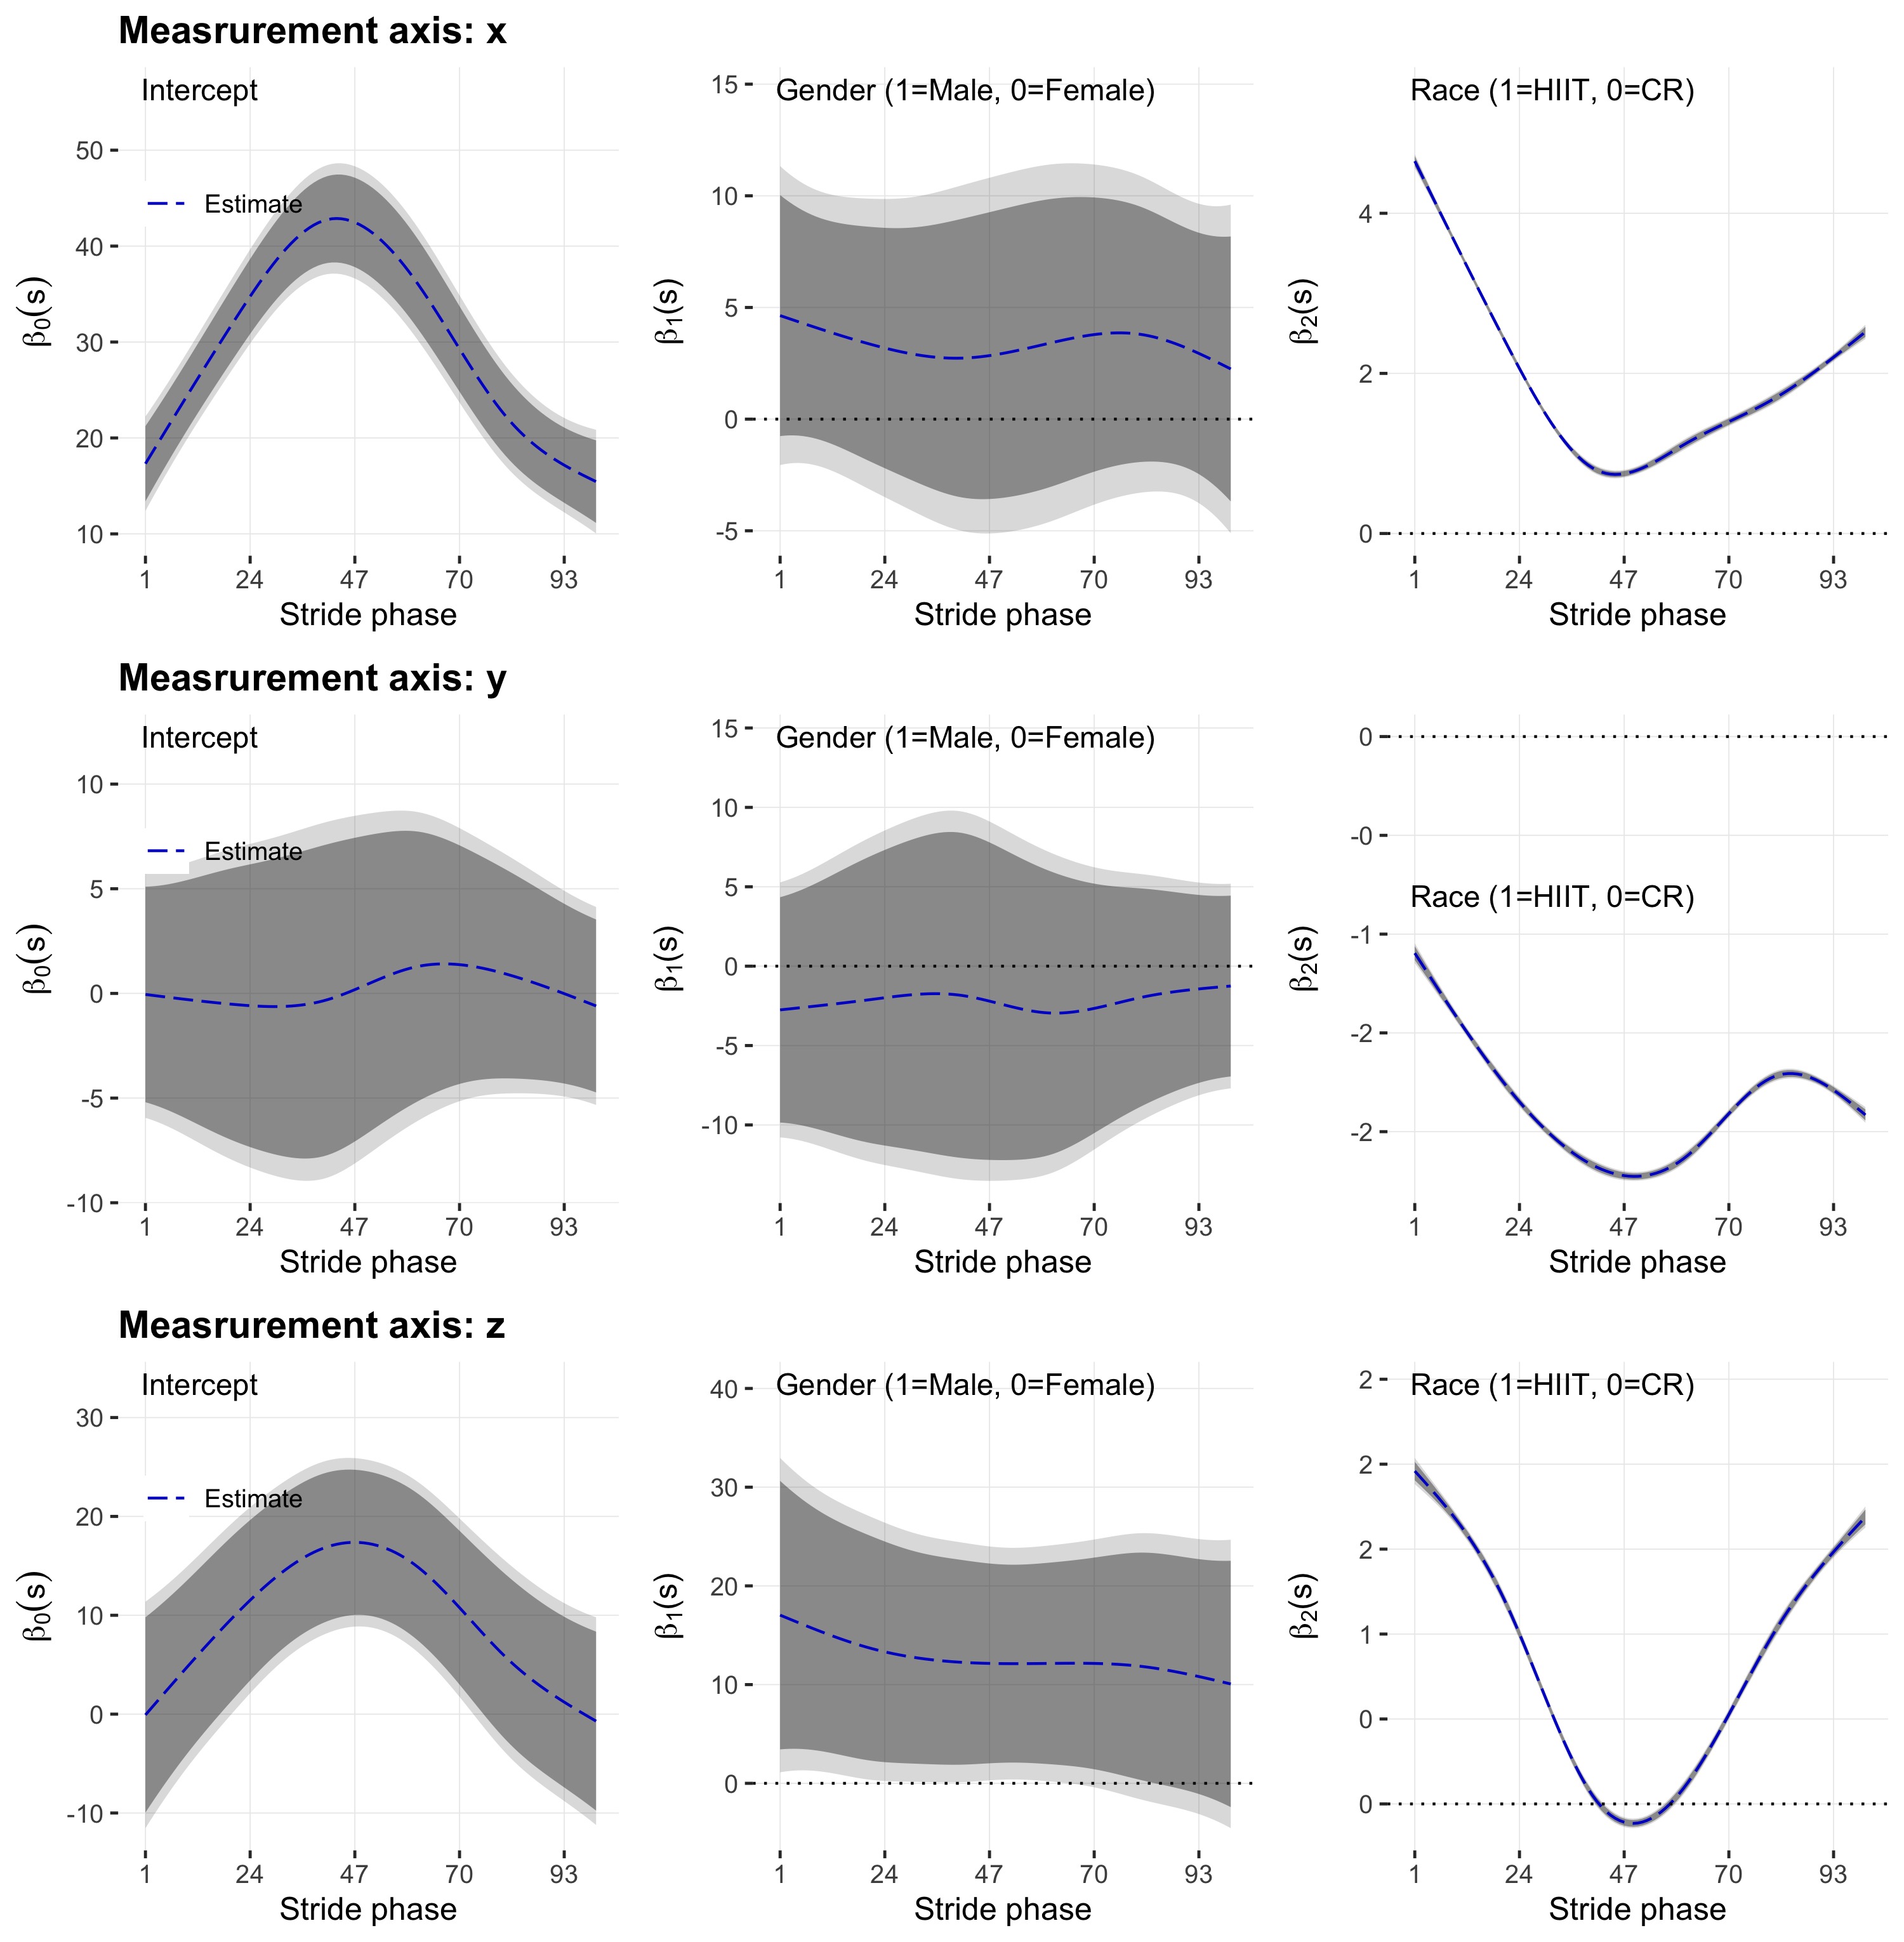 Measrurement axis: x
Intercept
Gender (1=Male, 0=Female)
Race (1=HIIT, 0=CR)
50
40
30
20
10
Estimate
β0(s)
1 24 47 70 93
Stride phase
15
10
5
0
-5
β1(s)
1 24 47 70 93
Stride phase
4
2
0
β2(s)
1 24 47 70 93
Stride phase
Measrurement axis: y
Intercept
Gender (1=Male, 0=Female)
Race (1=HIIT, 0=CR)
10
5
0
-5
-10
Estimate
β0(s)
1 24 47 70 93
Stride phase
15
10
5
0
-5
-10
β1(s)
1 24 47 70 93
Stride phase
0
-0
-1
-2
-2
β2(s)
1 24 47 70 93
Stride phase
Measrurement axis: z
Intercept
Gender (1=Male, 0=Female)
Race (1=HIIT, 0=CR)
30
20
10
0
-10
Estimate
β0(s)
1 24 47 70 93
Stride phase
40
30
20
10
0
β1(s)
1 24 47 70 93
Stride phase
2
2
2
1
0
0
β2(s)
1 24 47 70 93
Stride phase